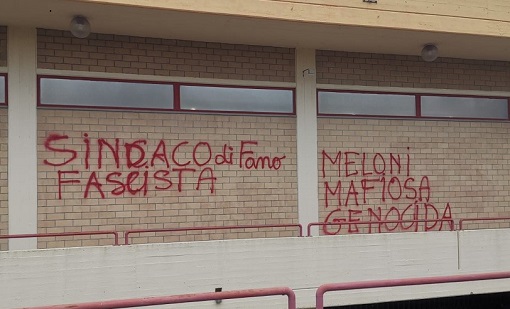 SINDACO di Fano
FASCISTA
MELONI
MAFIOSA
GENOCIDA